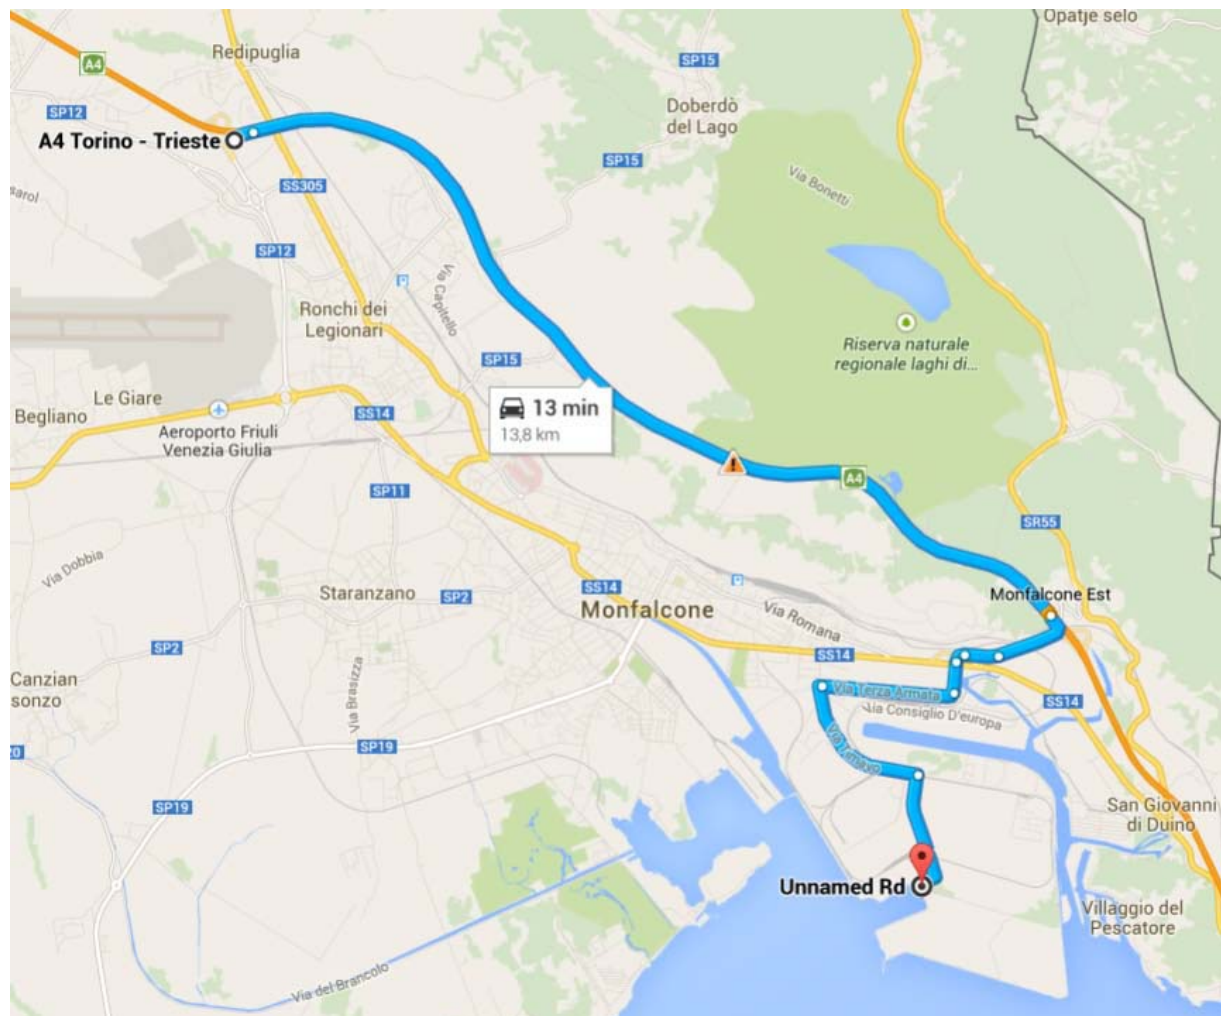 Opatje selo
Redipuglia
A4
SP15
SP12
Doberdò
del Lago
A4 Torino - Trieste
SP15
Via Bonetti
SS305
sarol
SP12
Via Capitello
Ronchi dei
Legionari
Riserva naturale
regionale laghi di...
SP15
Le Giare
13 min
13,8 km
Begliano
SS14
Aeroporto Friuli
Venezia Giulia
A4
SP11
SR55
Via Dobbia
SS14
Staranzano
SP2
Monfalcone Est
Monfalcone
Via Romana
SP2
SS14
Canzian
sonzo
Via Brasizza
Via Terza Armata
SS14
Via Consiglio D'europa
20
SP19
Via Timavo
SP19
San Giovanni
di Duino
Unnamed Rd
Villaggio del
Pescatore
Via del Brancolo